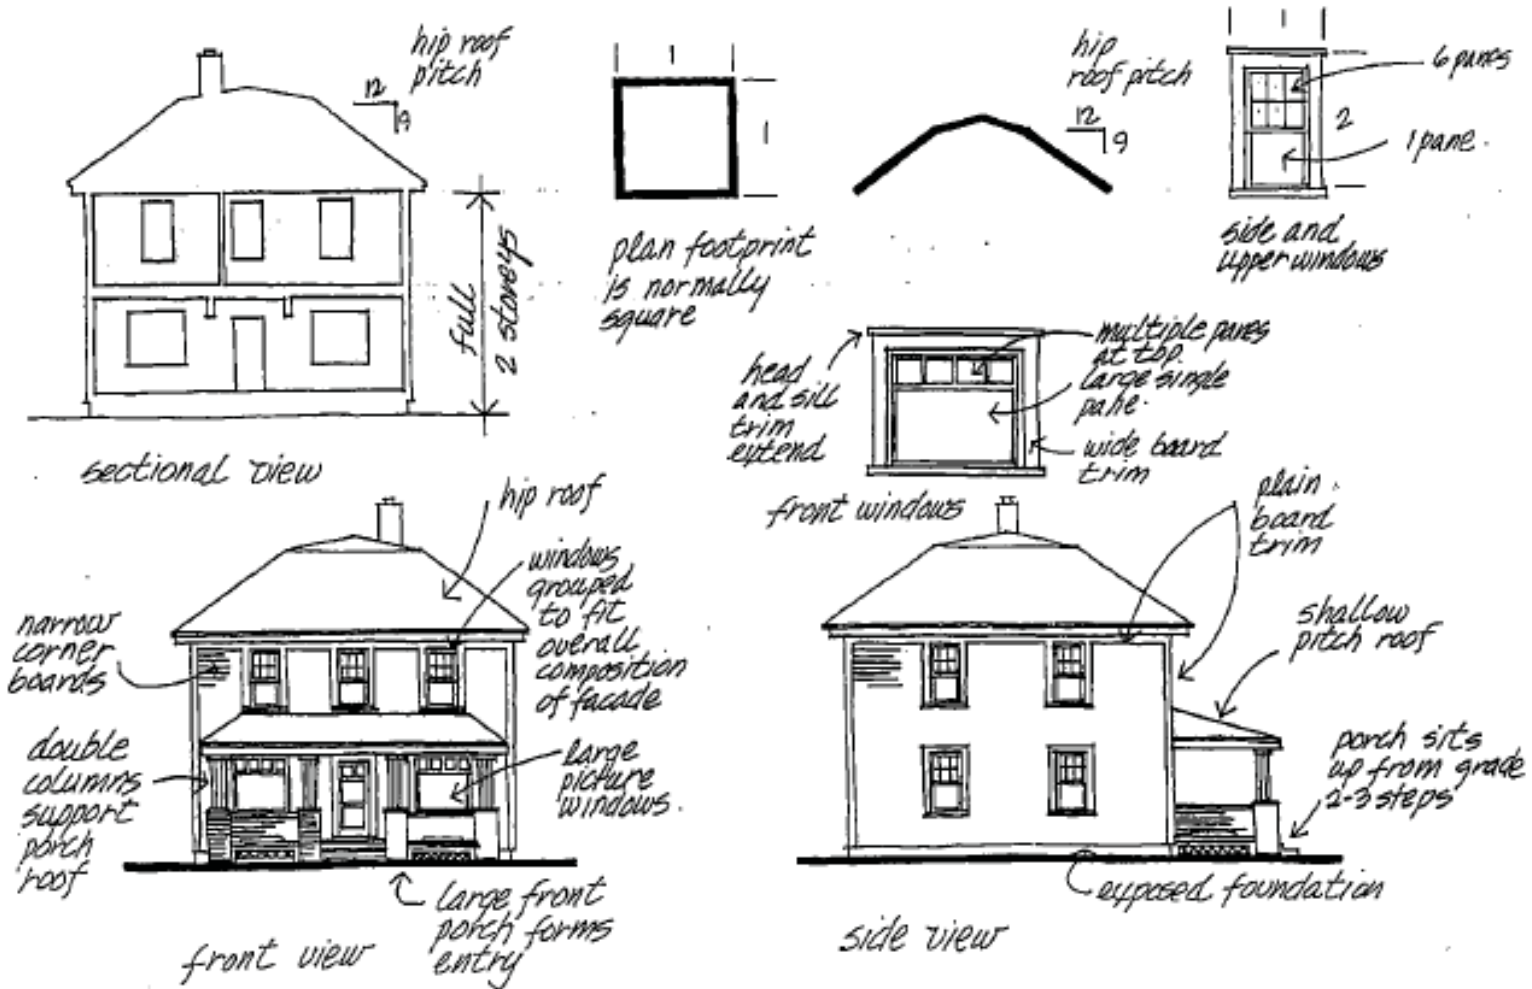 hip roof
pitch
12
9
full
2 storeys
sectional view
1
1
plan footprint
is normally
square
hip
roof pitch
12
9
1
2
6 panes
1 pane.
side and
upper windows
head
and sill
trim
extend
multiple panes
at top.
large single
pane.
wide board
trim
front windows
hip roof
windows
grouped
to fit
overall
composition
of facade
narrow
corner
boards
double
columns
support
porch
roof
large
picture
windows.
large front
porch forms
entry
front view
plain
board
trim
shallow
pitch roof
porch sits
up from grade
2-3 steps
exposed foundation
side view